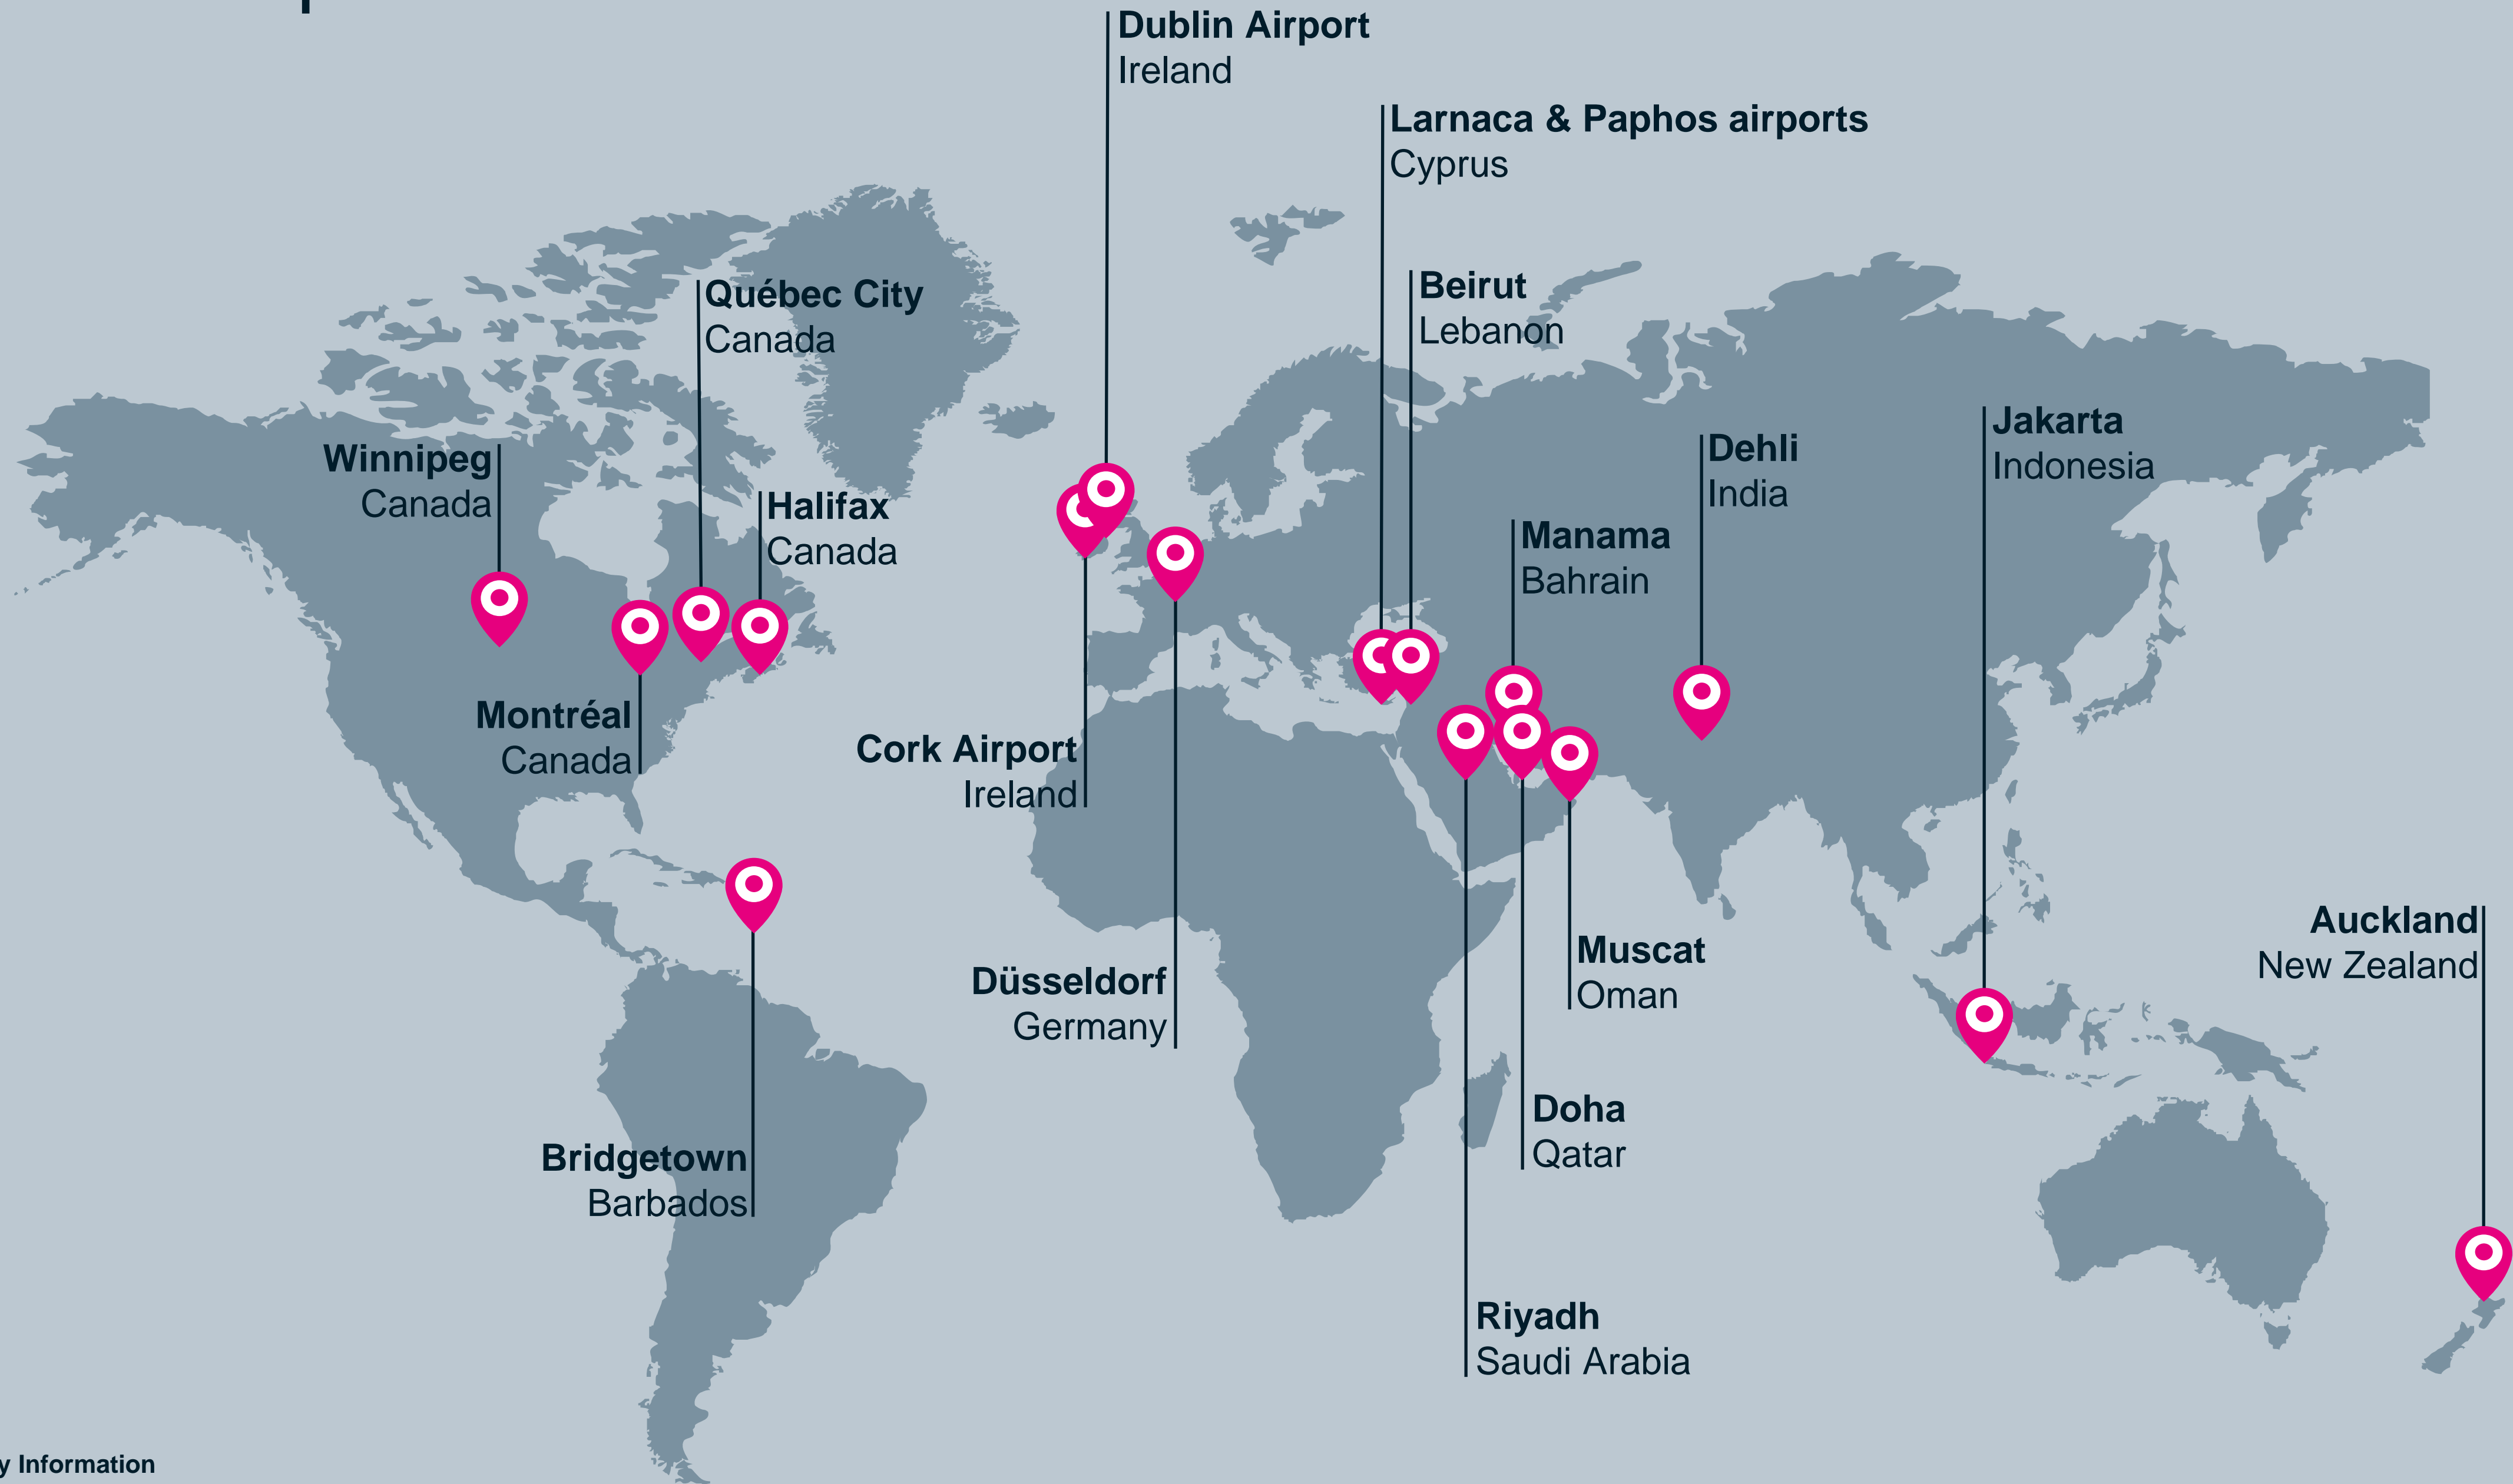 Dublin Airport
Ireland
Larnaca & Paphos airports
Cyprus
Québec City
Canada
Beirut
Lebanon
Jakarta
Indonesia
Dehli
India
Winnipeg
Canada
Halifax
Canada
Manama
Bahrain
Montréal
Canada
Cork Airport
Ireland
Auckland
New Zealand
Muscat
Oman
Düsseldorf
Germany
Doha
Qatar
Bridgetown
Barbados
Riyadh
Saudi Arabia
y Information